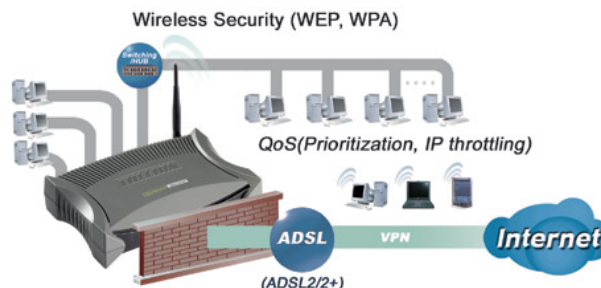 Wireless Security (WEP, WPA)
Switching
/HUB
QoS(Prioritization, IP throttling)
ADSL
VPN
Internet
(ADSL2/2+)